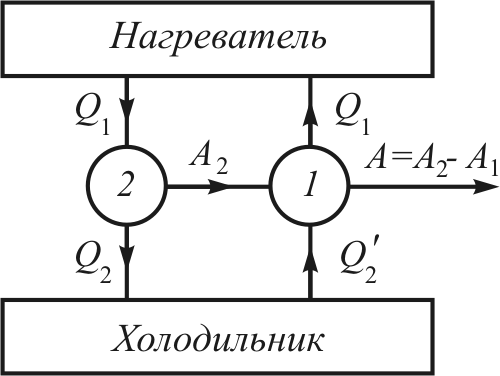 Нагреватель
Q₁ Q₁
2 A₂ 1 A=A₂- A₁
Q₂ Q₂′
Холодильник